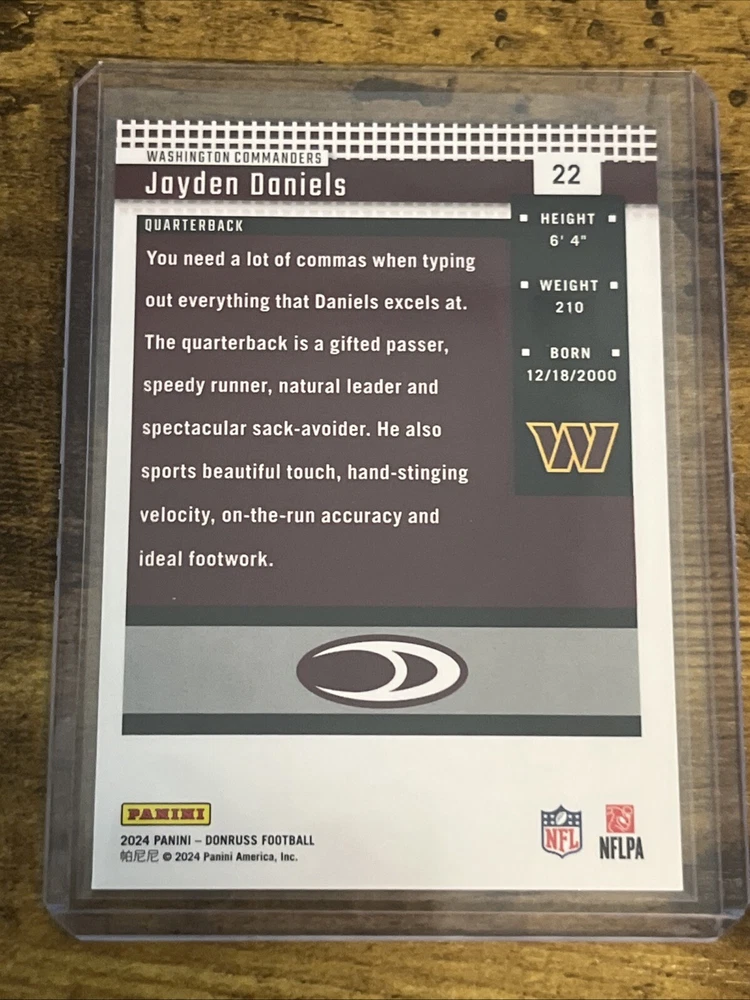 WASHINGTON COMMANDERS
Jayden Daniels
22
QUARTERBACK
You need a lot of commas when typing
out everything that Daniels excels at.
The quarterback is a gifted passer,
speedy runner, natural leader and
spectacular sack-avoider. He also
sports beautiful touch, hand-stinging
velocity, on-the-run accuracy and
ideal footwork.
HEIGHT
6' 4"
WEIGHT
210
BORN
12/18/2000
W
PANINI
2024 PANINI – DONRUSS FOOTBALL
帕尼尼 © 2024 Panini America, Inc.
NFL
NFLPA